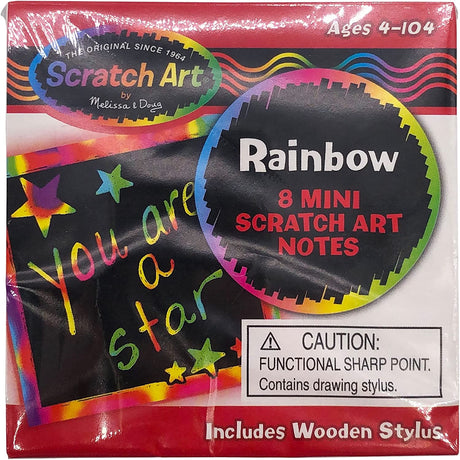 Ages 4-104
THE ORIGINAL SINCE 1964
Scratch Art
by
Melissa & Doug
Rainbow
8 MINI
SCRATCH ART
NOTES
You are
a
star
⚠ CAUTION:
FUNCTIONAL SHARP POINT.
Contains drawing stylus.
Includes Wooden Stylus